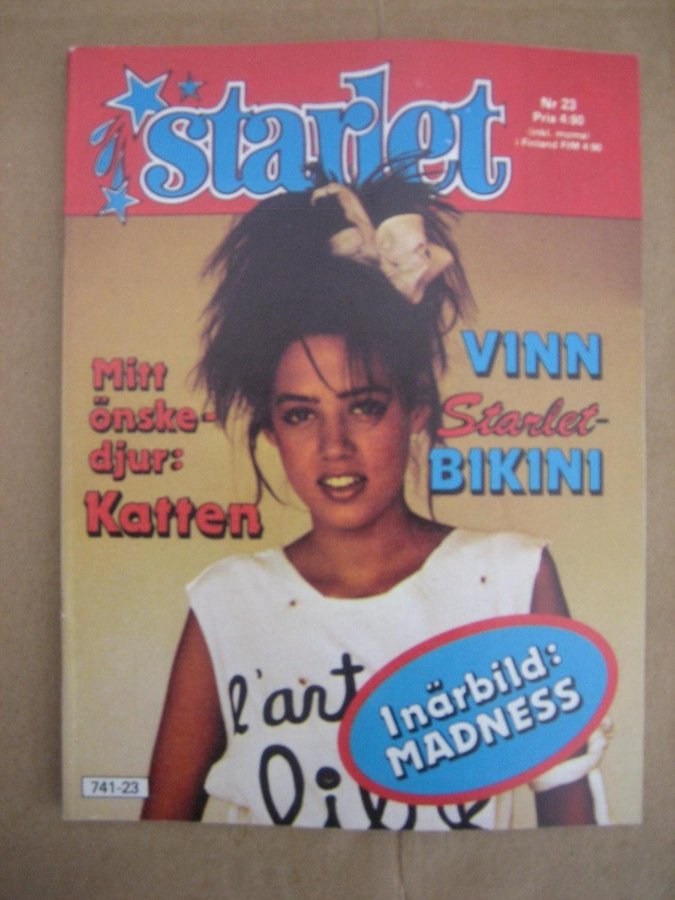 starlet
Nr 23
Pris 4:90
(inkl. moms)
i Finland FIM 4:90
VINN
Starlet-
BIKINI
Mitt
önske-
djur:
Katten
l'art
I närbild:
MADNESS
741-23